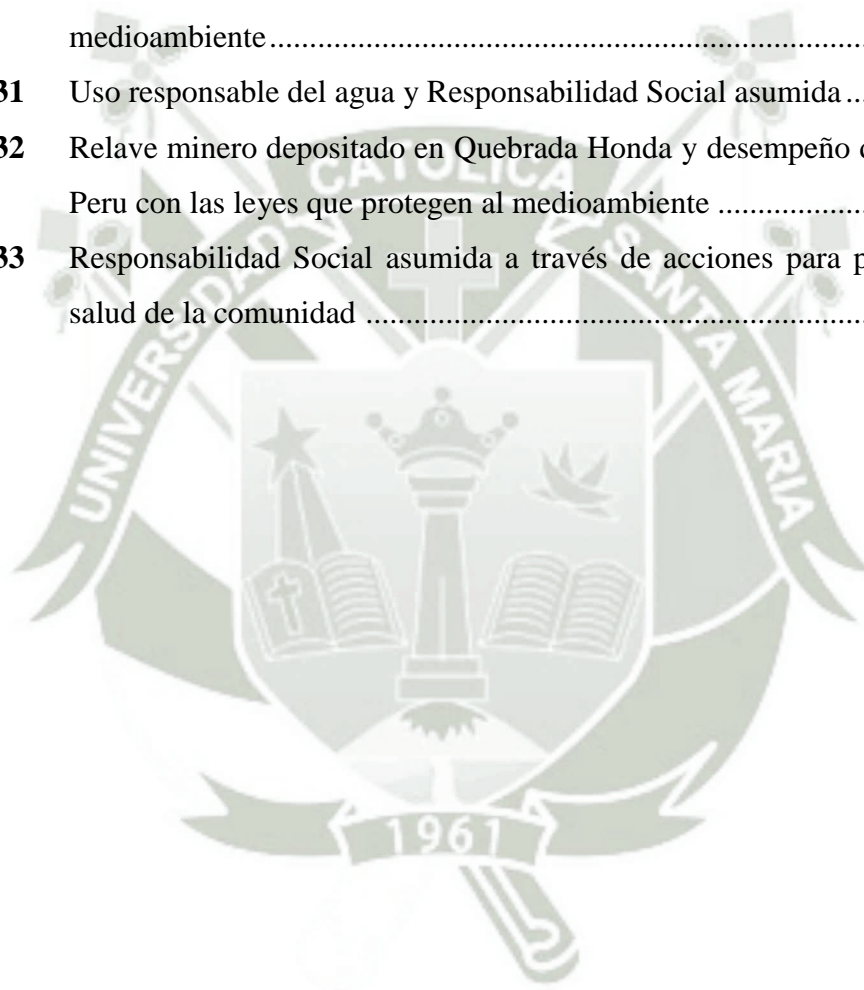 medioambiente........................................................................
31 Uso responsable del agua y Responsabilidad Social asumida...
32 Relave minero depositado en Quebrada Honda y desempeño
Peru con las leyes que protegen al medioambiente ..................
33 Responsabilidad Social asumida a través de acciones para
salud de la comunidad ............................................................
UNIVERSIDAD CATOLICA SANTA MARIA
1961